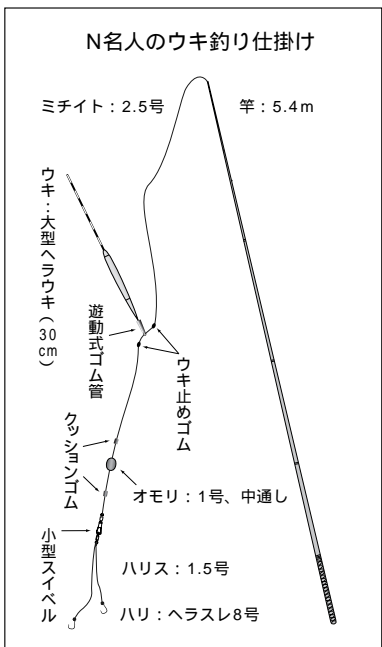 N名人のウキ釣り仕掛け
ミチイト：2.5号
竿：5.4m
ウキ：大型ヘラウキ（30cm）
遊動式ゴム管
ウキ止めゴム
クッションゴム
オモリ：1号、中通し
小型スイベル
ハリス：1.5号
ハリ：ヘラスレ8号